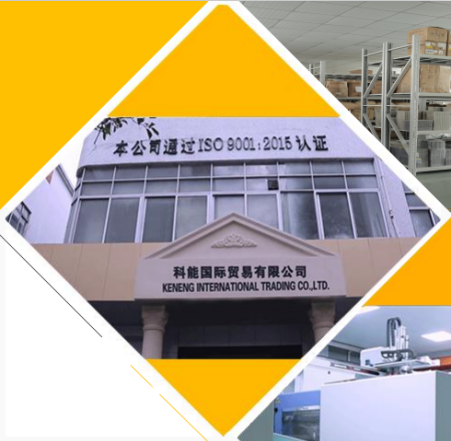 本公司通过ISO 9001:2015认证
科能国际贸易有限公司
KENENG INTERNATIONAL TRADING CO.,LTD.